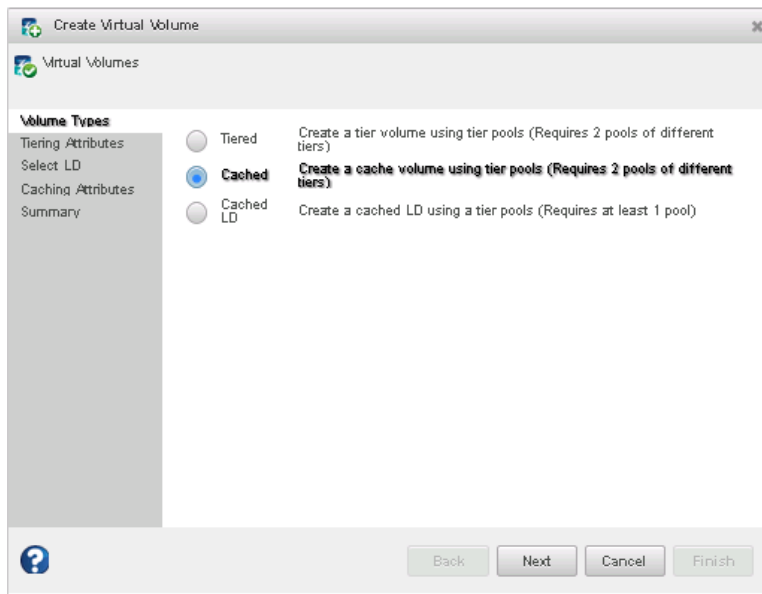 Create Virtual Volume
Virtual Volumes
Volume Types
Tiering Attributes
Select LD
Caching Attributes
Summary
Tiered
Create a tier volume using tier pools (Requires 2 pools of different
tiers)
Cached
Create a cache volume using tier pools (Requires 2 pools of different
tiers)
Cached
LD
Create a cached LD using a tier pools (Requires at least 1 pool)
?
Back
Next
Cancel
Finish